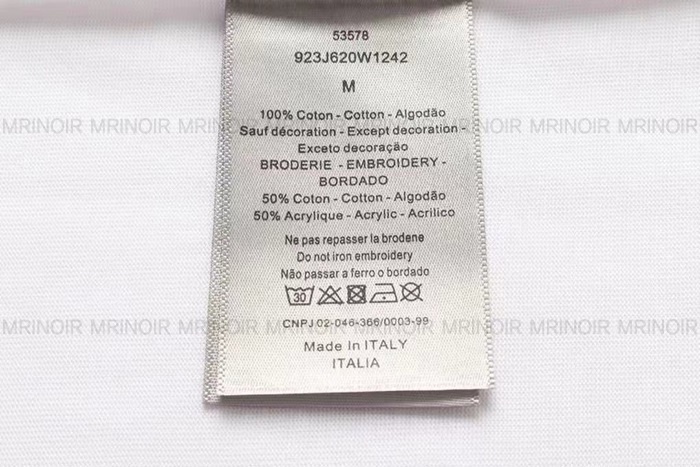 53578
923J620W1242
M
100% Coton - Cotton - Algodão
Sauf décoration - Except decoration -
Exceto decoração
BRODERIE - EMBROIDERY -
BORDADO
50% Coton - Cotton - Algodão
50% Acrylique - Acrylic - Acrilico
MRINOIR MRINOIR MRINOIR MRINOIR MRINOIR MRINOIR
Ne pas repasser la brodene
Do not iron embroidery
Não passar a ferro o bordado
30
CNPJ 02-046-366/0003-99
MRINOIR MRINOIR MRINOIR MRINOIR MRINOIR MRINOIR
Made In ITALY
ITALIA